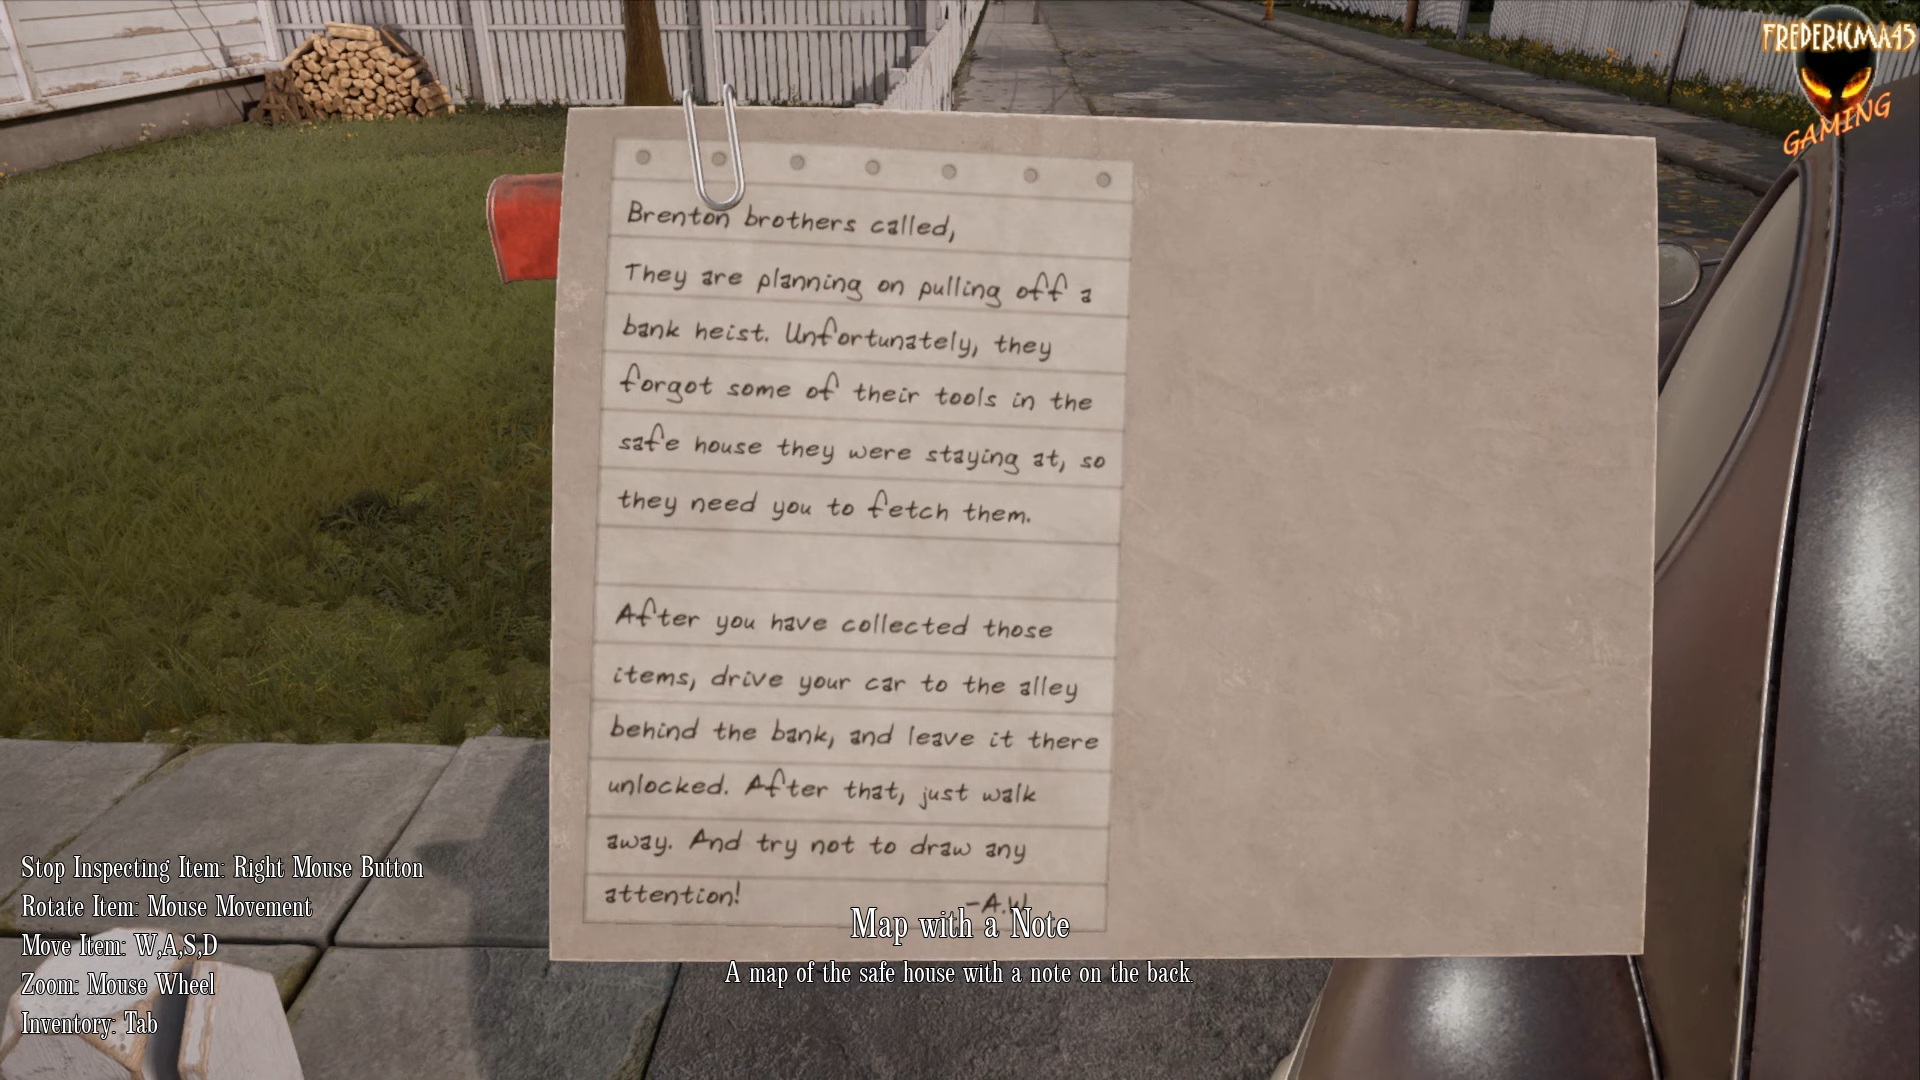 FREDERICMA45
GAMING
Brenton brothers called,
They are planning on pulling off a
bank heist. Unfortunately, they
forgot some of their tools in the
safe house they were staying at, so
they need you to fetch them.
After you have collected those
items, drive your car to the alley
behind the bank, and leave it there
unlocked. After that, just walk
away. And try not to draw any
attention!
-A.W
Map with a Note
A map of the safe house with a note on the back.
Stop Inspecting Item: Right Mouse Button
Rotate Item: Mouse Movement
Move Item: W,A,S,D
Zoom: Mouse Wheel
Inventory: Tab